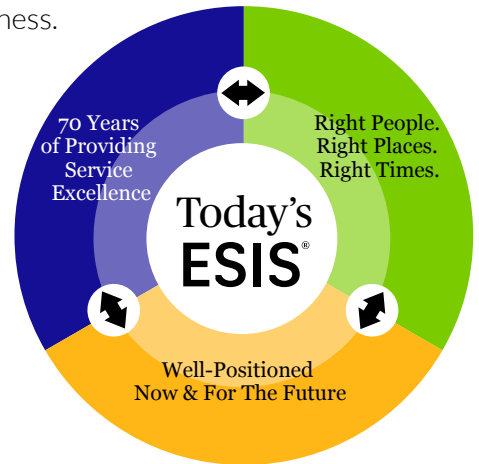 ness.
70 Years
of Providing
Service
Excellence
Right People.
Right Places.
Right Times.
Today's
ESIS®
Well-Positioned
Now & For The Future